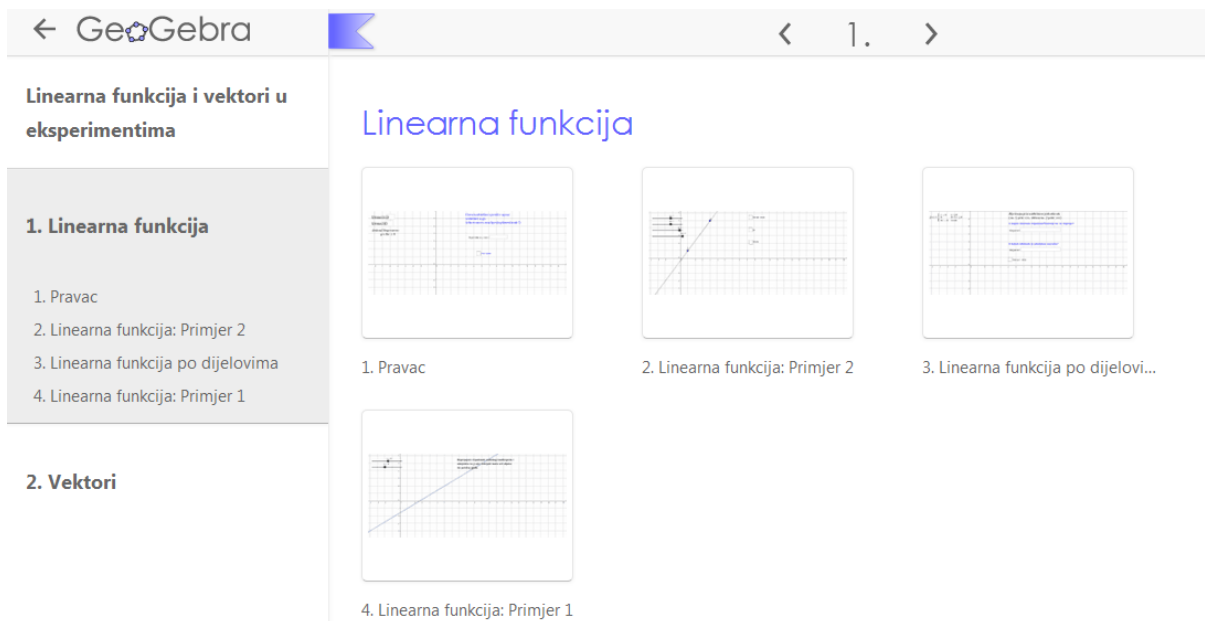 GeoGebra
1.
Linearna funkcija i vektori u
eksperimentima
1. Linearna funkcija
1. Pravac
2. Linearna funkcija: Primjer 2
3. Linearna funkcija po dijelovima
4. Linearna funkcija: Primjer 1
2. Vektori
Linearna funkcija
1. Pravac
2. Linearna funkcija: Primjer 2
3. Linearna funkcija po dijelovi...
4. Linearna funkcija: Primjer 1